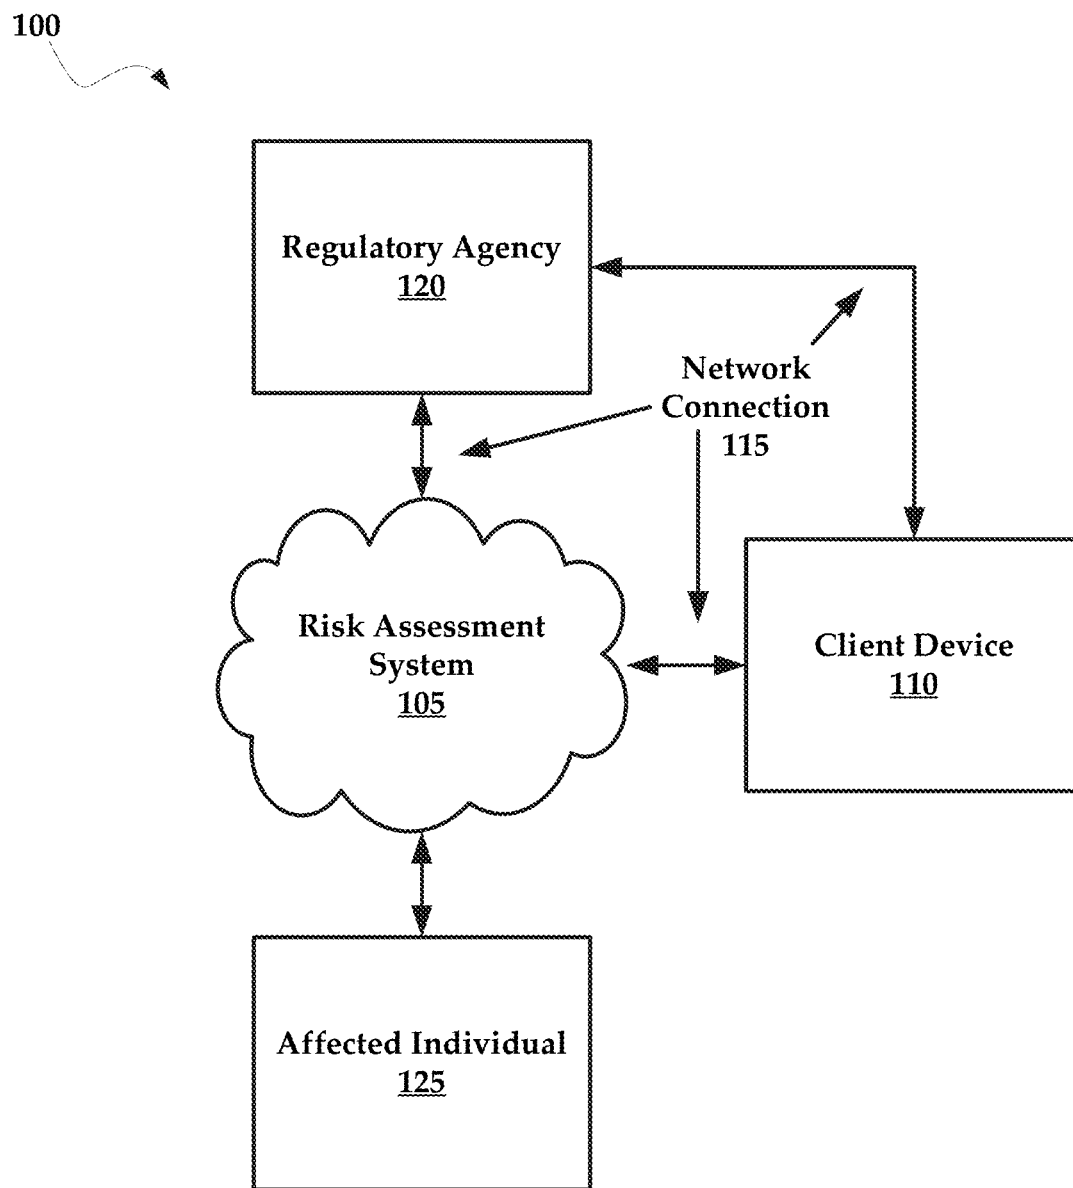 100
Regulatory Agency
120
Network
Connection
115
Risk Assessment
System
105
Client Device
110
Affected Individual
125